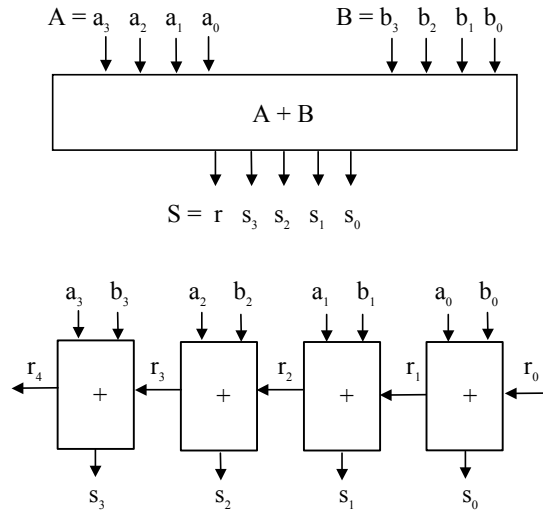 A = a₃ a₂ a₁ a₀ B = b₃ b₂ b₁ b₀
A + B
S = r s₃ s₂ s₁ s₀
a₃ b₃ a₂ b₂ a₁ b₁ a₀ b₀
r₄ r₃ r₂ r₁ r₀
+ + + +
s₃ s₂ s₁ s₀